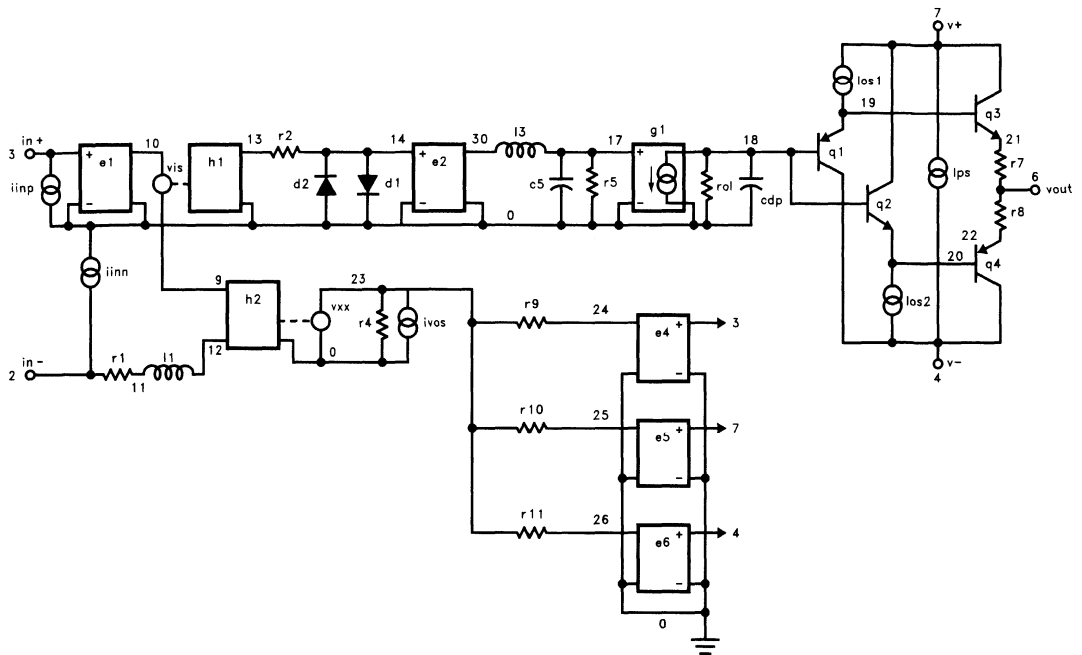 7 v+
Ios1
19
q3
21
in+
3
iinp
e1
+
-
10
vis
h1
13
r2
d2
d1
14
+
e2
-
30
l3
c5
r5
17
+
g1
-
18
rol
cdp
q1
q2
Ips
r7
6
vout
r8
0
iinn
9
h2
12
23
vxx
r4
ivos
0
22
20
q4
Ios2
v-
4
in-
2
r1
11
l1
r9
24
e4
+
-
3
r10
25
e5
+
-
7
r11
26
e6
+
-
4
0